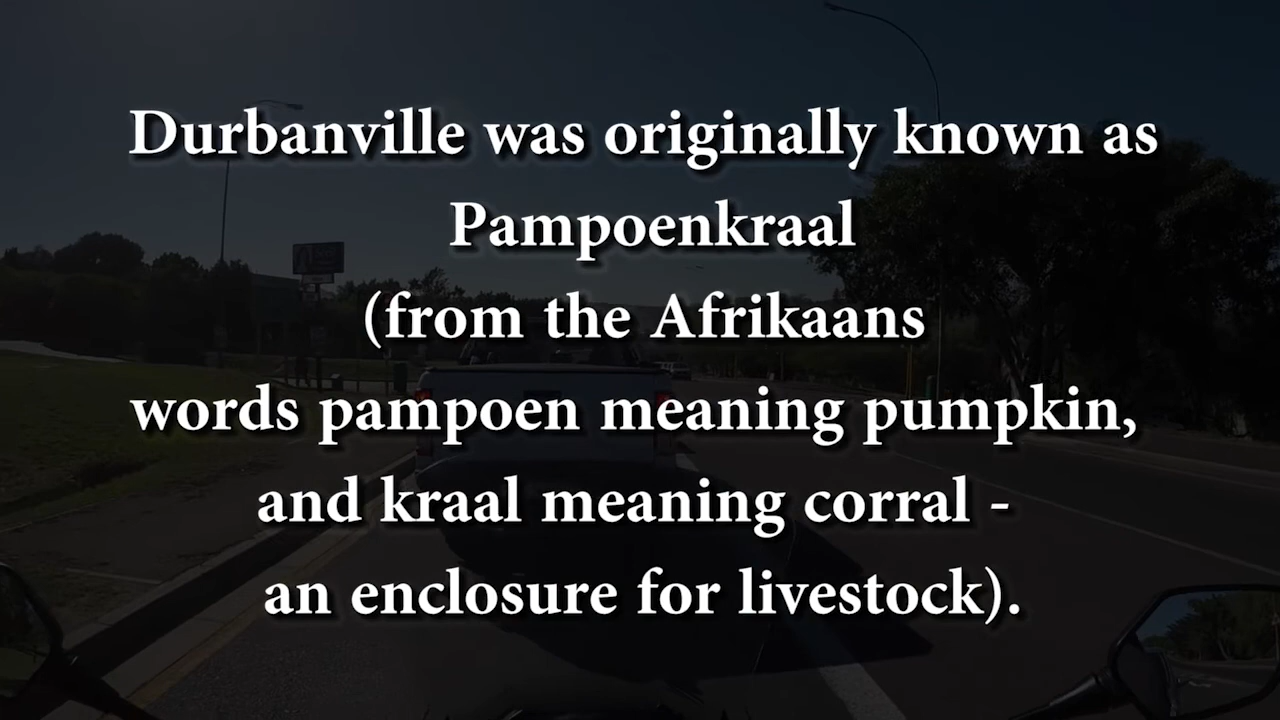 Durbanville was originally known as
Pampoenkraal
(from the Afrikaans
words pampoen meaning pumpkin,
and kraal meaning corral -
an enclosure for livestock).